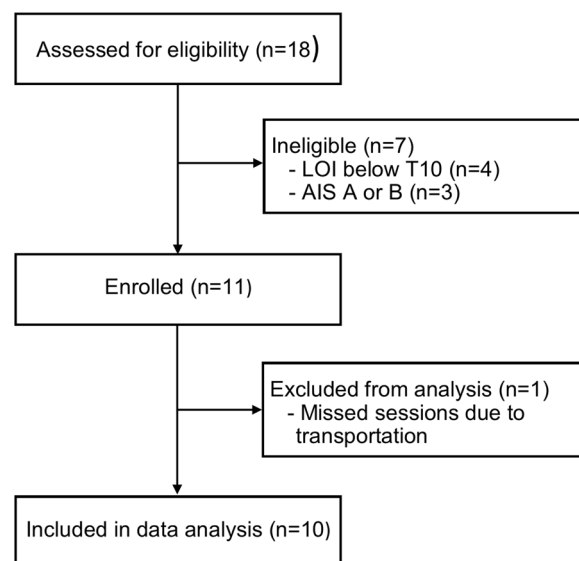 Assessed for eligibility (n=18)
Ineligible (n=7)
- LOI below T10 (n=4)
- AIS A or B (n=3)
Enrolled (n=11)
Excluded from analysis (n=1)
- Missed sessions due to
transportation
Included in data analysis (n=10)